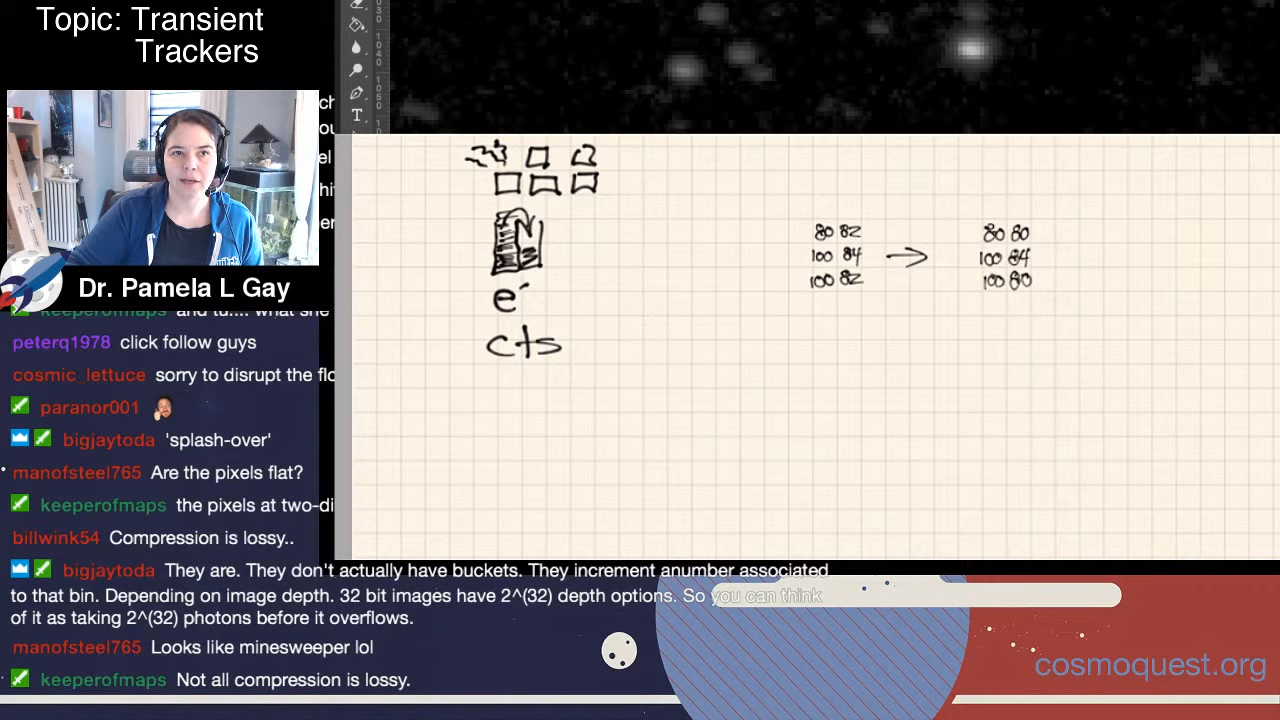 Topic: Transient
Trackers
Dr. Pamela L Gay
keeperofmaps and tu.... what she
peterq1978 click follow guys
cosmic_lettuce sorry to disrupt the flo
paranor001
bigjaytoda 'splash-over'
manofsteel765 Are the pixels flat?
keeperofmaps the pixels at two-di
billwink54 Compression is lossy..
bigjaytoda They are. They don't actually have buckets. They increment anumber associated
to that bin. Depending on image depth. 32 bit images have 2^(32) depth options. So you can think
of it as taking 2^(32) photons before it overflows.
manofsteel765 Looks like minesweeper lol
keeperofmaps Not all compression is lossy.
e-
cts
80 82
100 84
100 82
→
80 80
100 84
100 80
T
cosmoquest.org